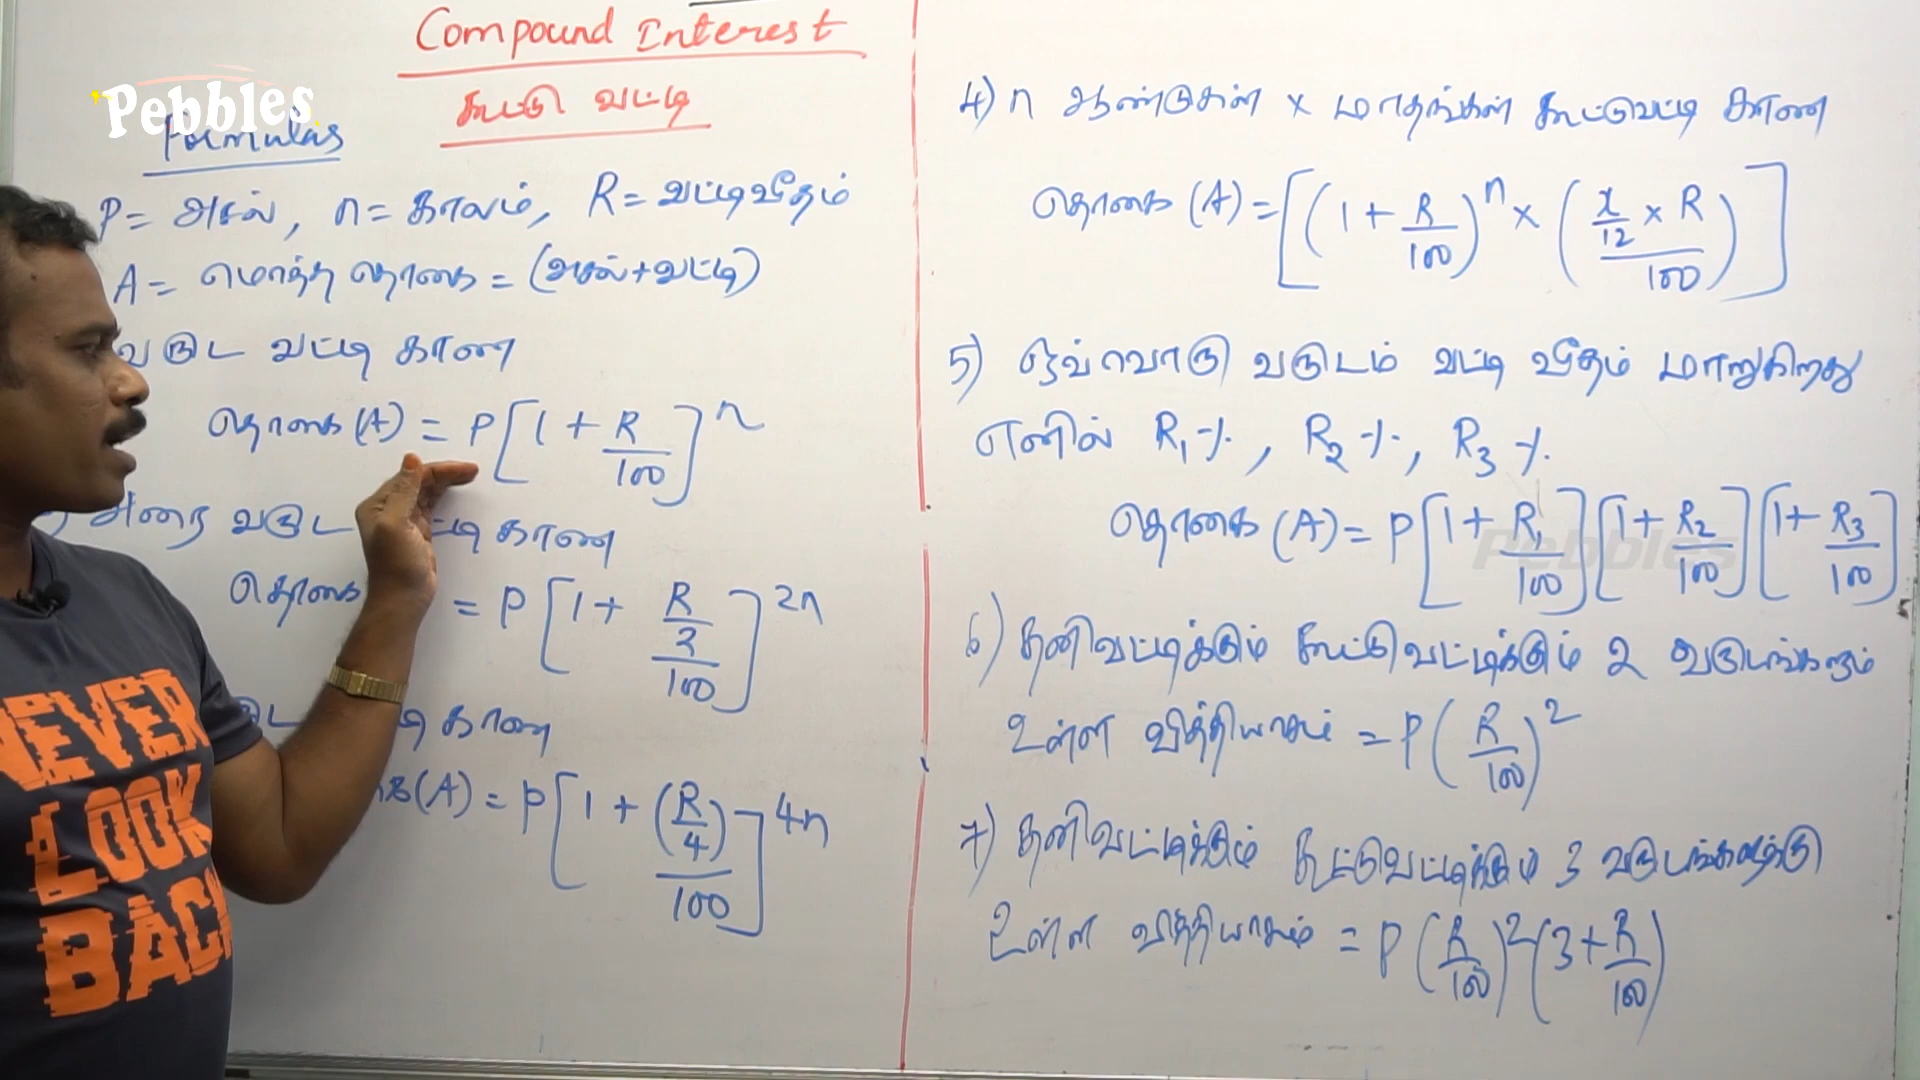 Compound Interest
கூட்டு வட்டி
Pebbles
Formulas
P = அசல், n = காலம், R = வட்டிவீதம்
A = மொத்த தொகை = (அசல்+வட்டி)
வருட வட்டி காண
தொகை (A) = P[1 + R/100]^n
அரை வருட ட்டி காண
தொகை = P[1 + (R/2)/100]^2n
காண
(A) = P[1 + (R/4)/100]^4n
4) n ஆண்டுகள் x மாதங்கள் கூட்டுவட்டி காண
தொகை (A) = [(1 + R/100)^n × ((x/12 × R)/100)]
5) ஒவ்வொரு வருடம் வட்டி வீதம் மாறுகிறது
எனில் R₁ %, R₂ %, R₃ %.
தொகை (A) = P[1 + R₁/100][1 + R₂/100][1 + R₃/100]
Pebbles
6) தனிவட்டிக்கும் கூட்டுவட்டிக்கும் 2 வருடங்களும்
உள்ள வித்தியாசம் = P(R/100)^2
7) தனிவட்டிக்கும் கூட்டுவட்டிக்கும் 3 வருடங்களுக்கு
உள்ள வித்தியாசம் = P(R/100)^2(3 + R/100)
NEVER
LOOK
BACK